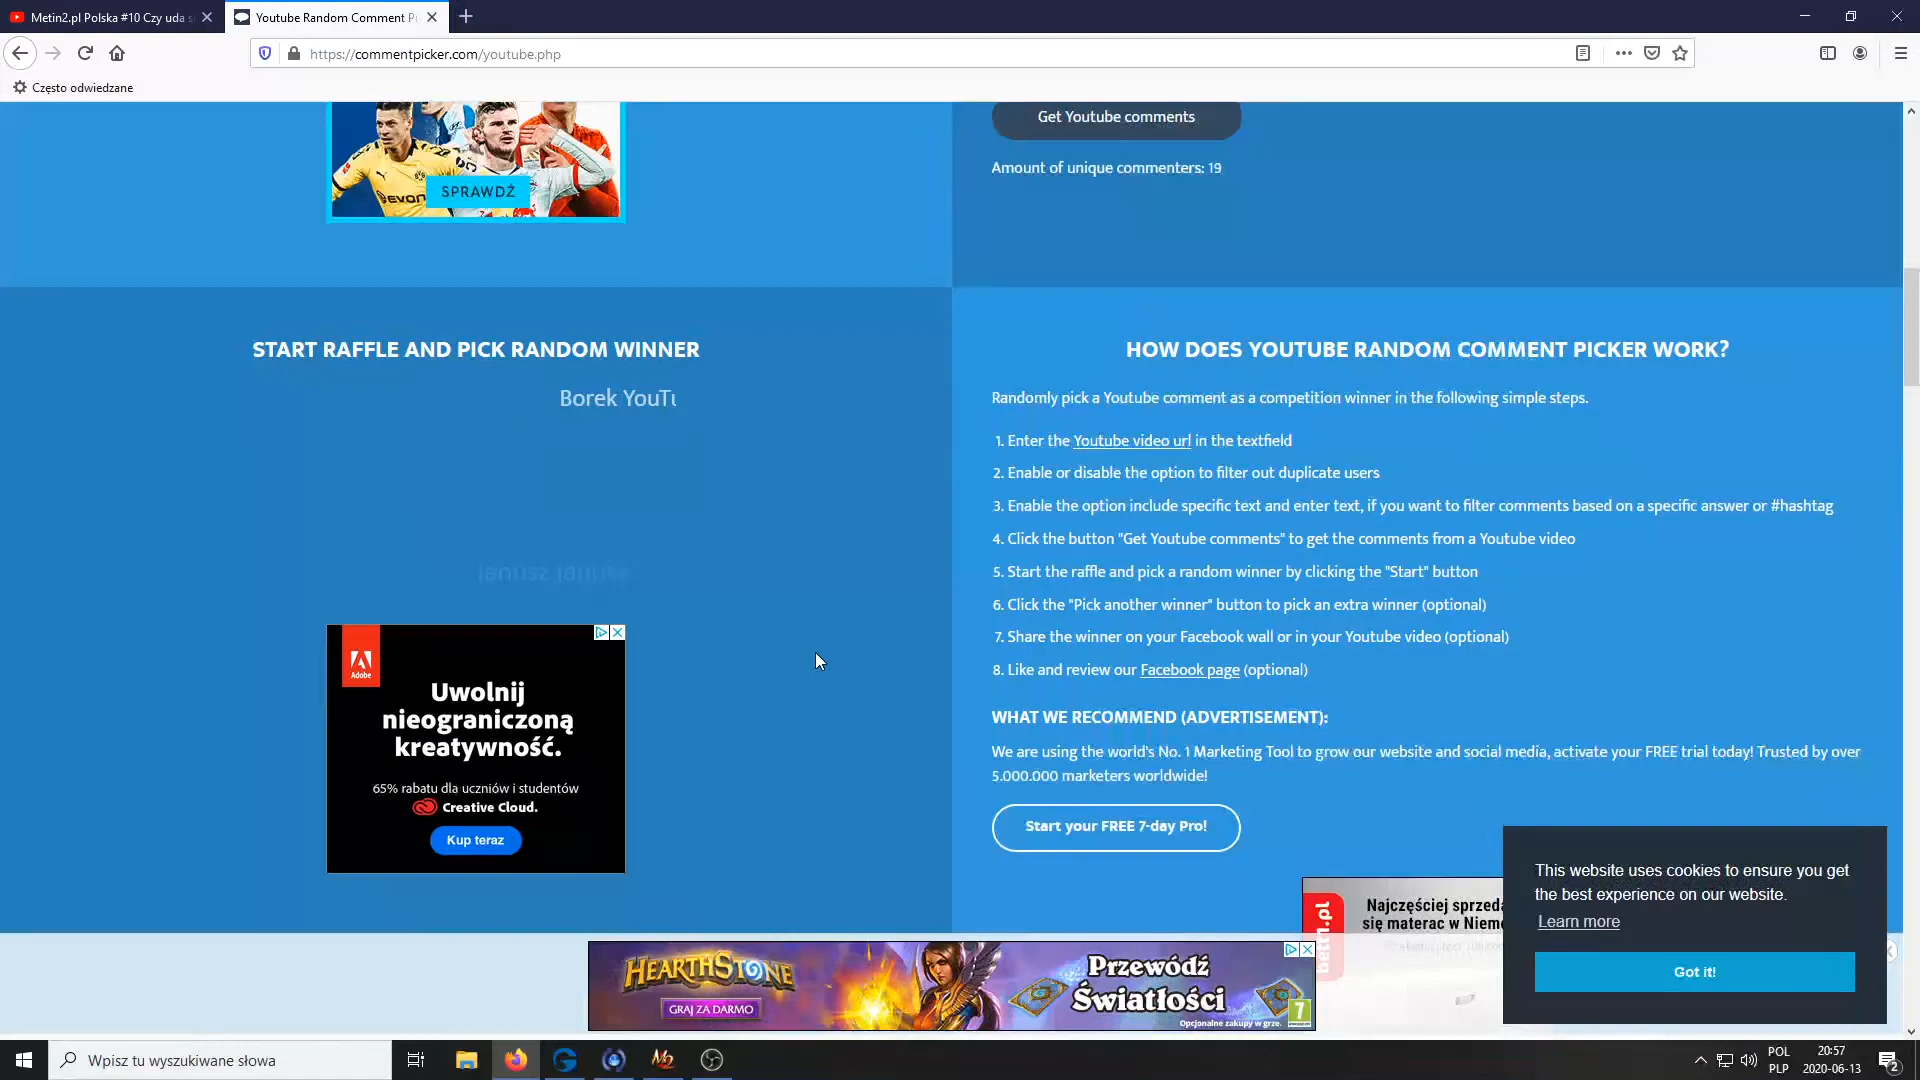 Metin2.pl Polska #10 Czy uda s
Youtube Random Comment Pi
https://commentpicker.com/youtube.php
Często odwiedzane
SPRAWDŹ
Get Youtube comments
Amount of unique commenters: 19
START RAFFLE AND PICK RANDOM WINNER
Borek YouTu
Janusz Janusz
Adobe
Uwolnij
nieograniczoną
kreatywność.
65% rabatu dla uczniów i studentów
Creative Cloud.
Kup teraz
HOW DOES YOUTUBE RANDOM COMMENT PICKER WORK?
Randomly pick a Youtube comment as a competition winner in the following simple steps.
1. Enter the Youtube video url in the textfield
2. Enable or disable the option to filter out duplicate users
3. Enable the option include specific text and enter text, if you want to filter comments based on a specific answer or #hashtag
4. Click the button "Get Youtube comments" to get the comments from a Youtube video
5. Start the raffle and pick a random winner by clicking the "Start" button
6. Click the "Pick another winner" button to pick an extra winner (optional)
7. Share the winner on your Facebook wall or in your Youtube video (optional)
8. Like and review our Facebook page (optional)
WHAT WE RECOMMEND (ADVERTISEMENT):
We are using the world's No. 1 Marketing Tool to grow our website and social media, activate your FREE trial today! Trusted by over
5.000.000 marketers worldwide!
Start your FREE 7-day Pro!
Najczęściej sprzeda
się materac w Niem
This website uses cookies to ensure you get
the best experience on our website.
Learn more
Got it!
HEARTHSTONE
GRAJ ZA DARMO
Przewódź
Światłości
Opcjonalne zakupy w grze.
7
Wpisz tu wyszukiwane słowa
POL
PLP
20:57
2020-06-13
2